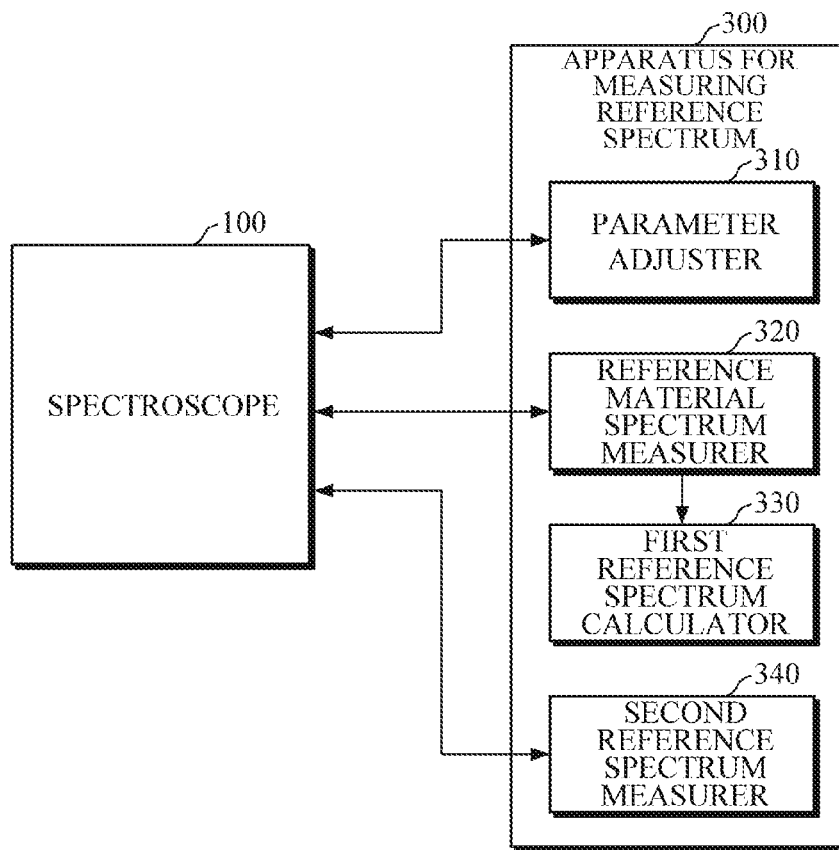 300
APPARATUS FOR
MEASURING
REFERENCE
SPECTRUM
310
PARAMETER
ADJUSTER
100
SPECTROSCOPE
320
REFERENCE
MATERIAL
SPECTRUM
MEASURER
330
FIRST
REFERENCE
SPECTRUM
CALCULATOR
340
SECOND
REFERENCE
SPECTRUM
MEASURER